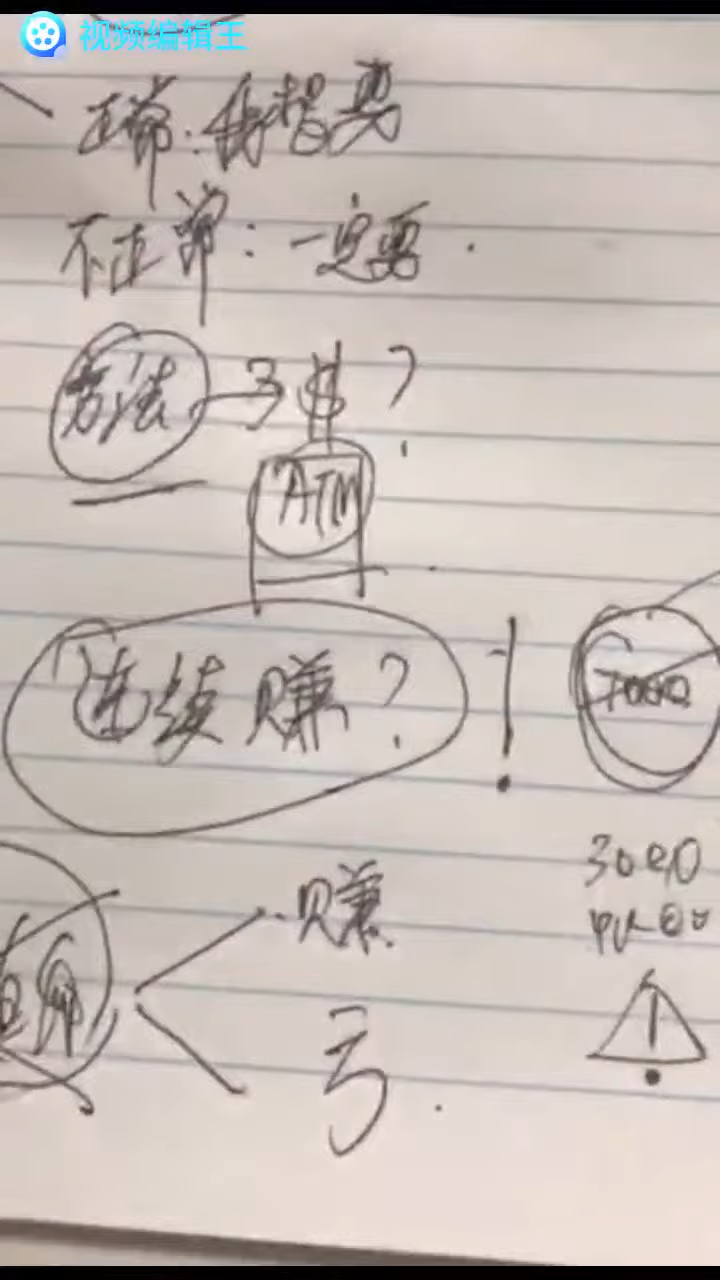 视频编辑王
正常：我想要
不正常：一定要.
方法 → $ ?
ATM
连续赚？!
7000
赚
3000
4000
亏.